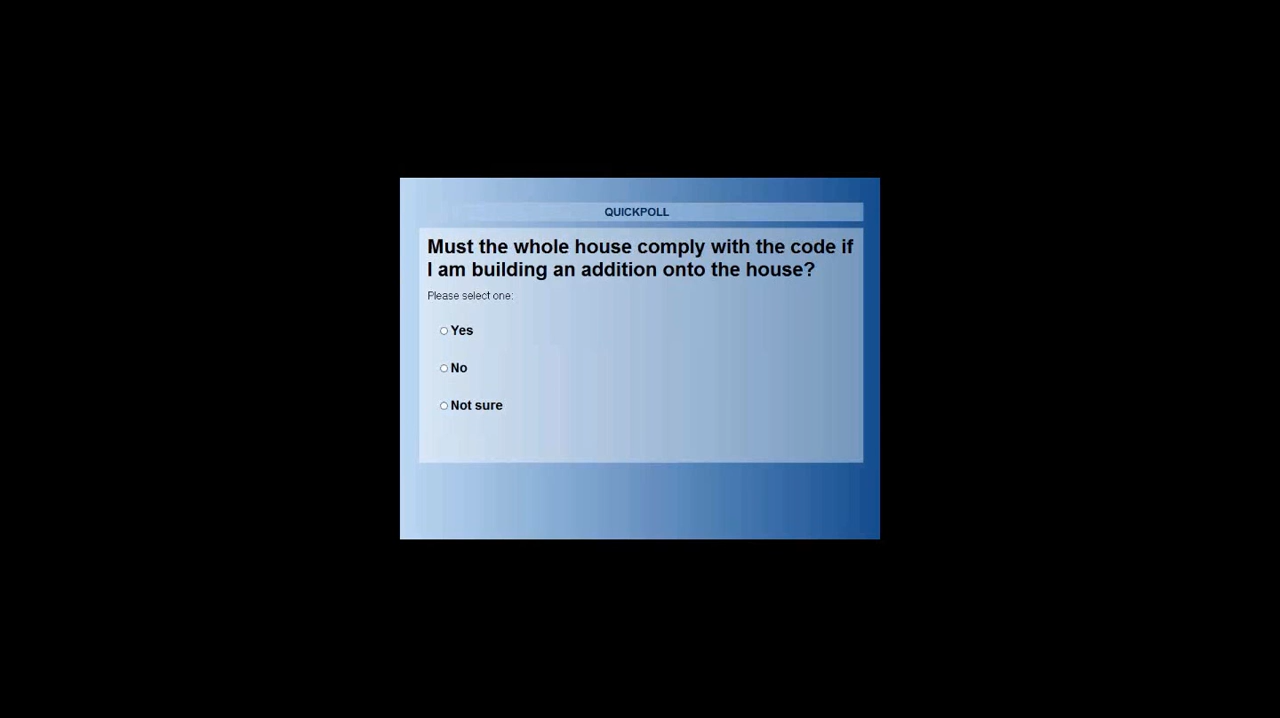 QUICKPOLL
Must the whole house comply with the code if
I am building an addition onto the house?
Please select one:
Yes
No
Not sure